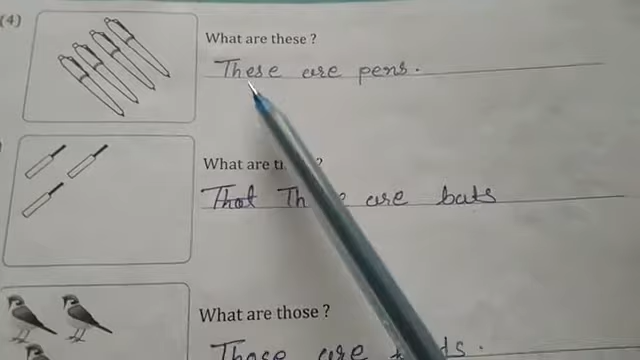 (4)
What are these ?
These are pens.
What are ?
That are bats
What are those ?
Those are